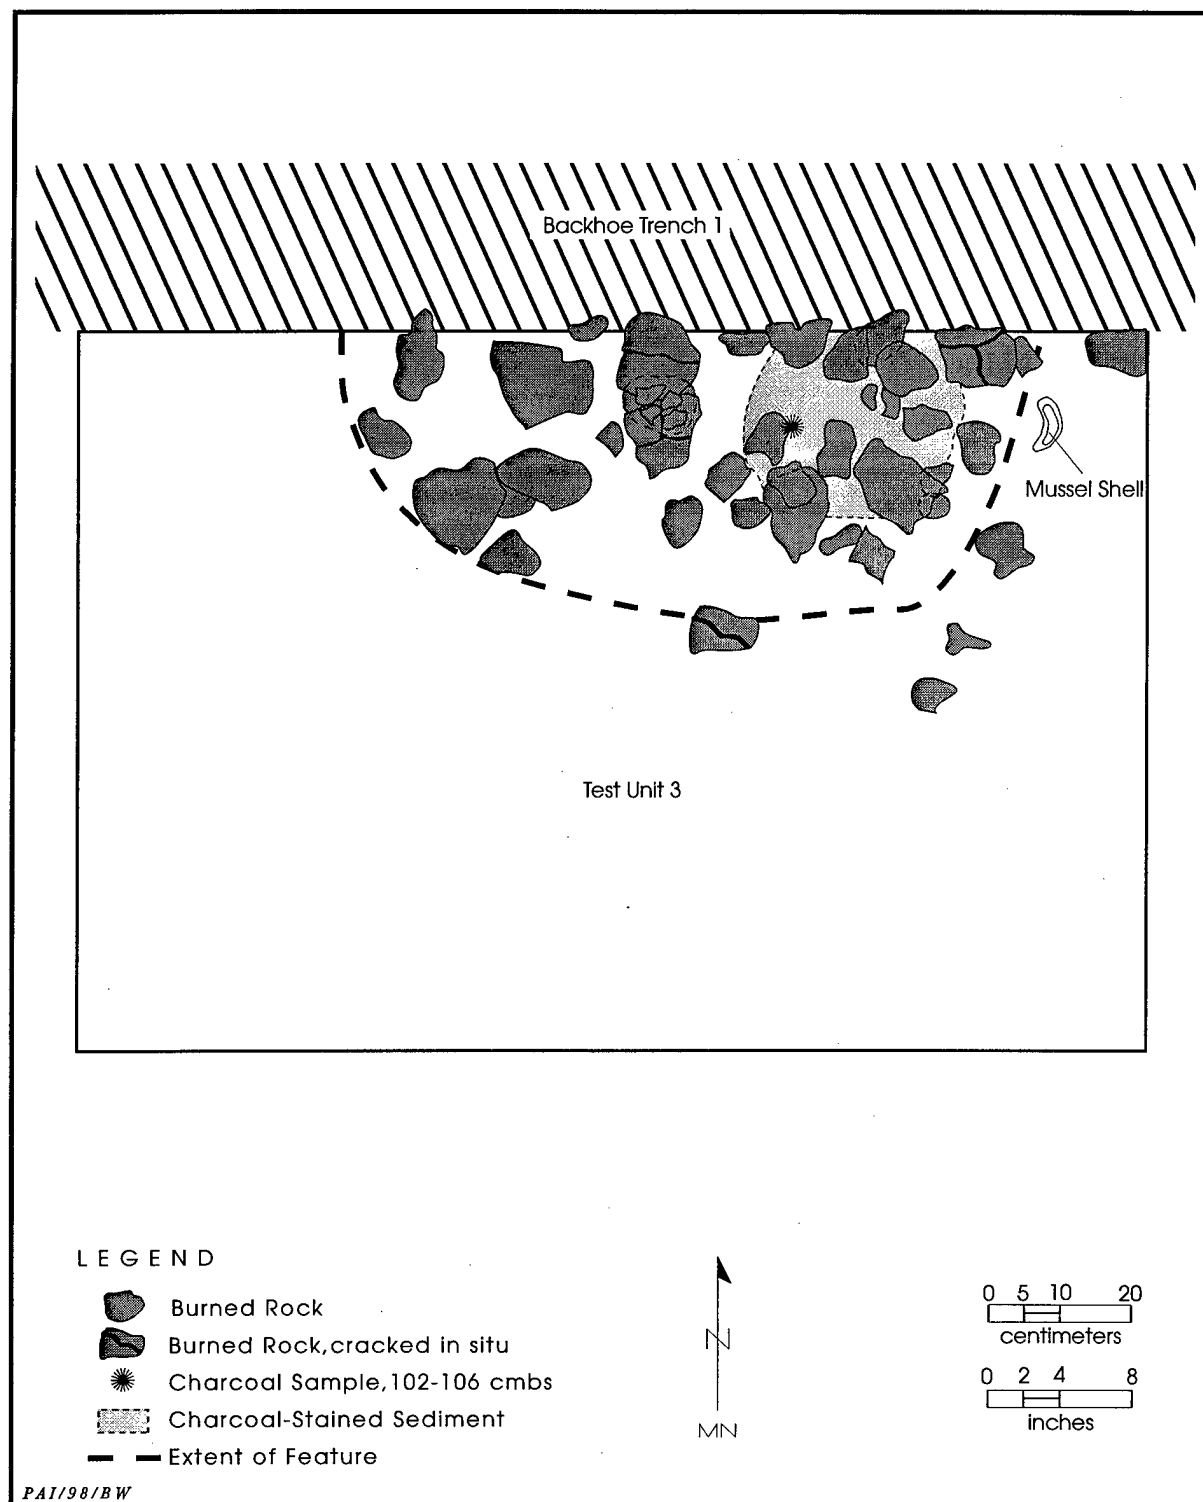 Backhoe Trench 1
Mussel Shell
Test Unit 3
LEGEND
Burned Rock
Burned Rock, cracked in situ
Charcoal Sample, 102-106 cmbs
Charcoal-Stained Sediment
Extent of Feature
N
MN
0 5 10 20
centimeters
0 2 4 8
inches
PAI/98/BW